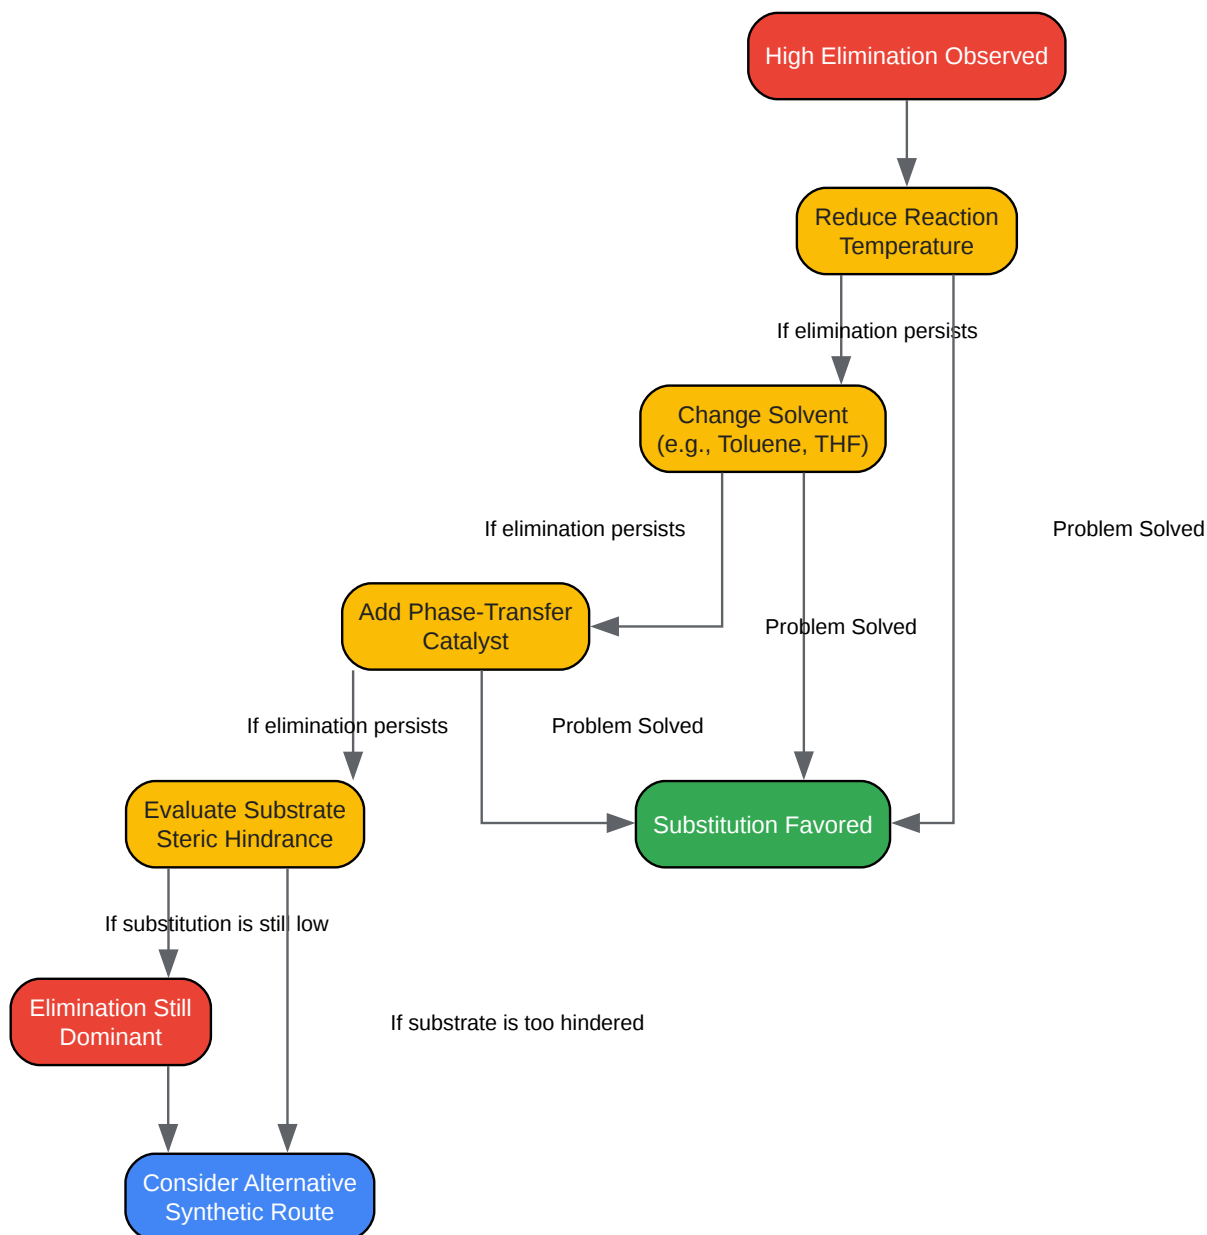 High Elimination Observed
Reduce Reaction
Temperature
If elimination persists
Change Solvent
(e.g., Toluene, THF)
If elimination persists
Problem Solved
Add Phase-Transfer
Catalyst
Problem Solved
If elimination persists
Problem Solved
Evaluate Substrate
Steric Hindrance
Substitution Favored
If substitution is still low
Elimination Still
Dominant
If substrate is too hindered
Consider Alternative
Synthetic Route